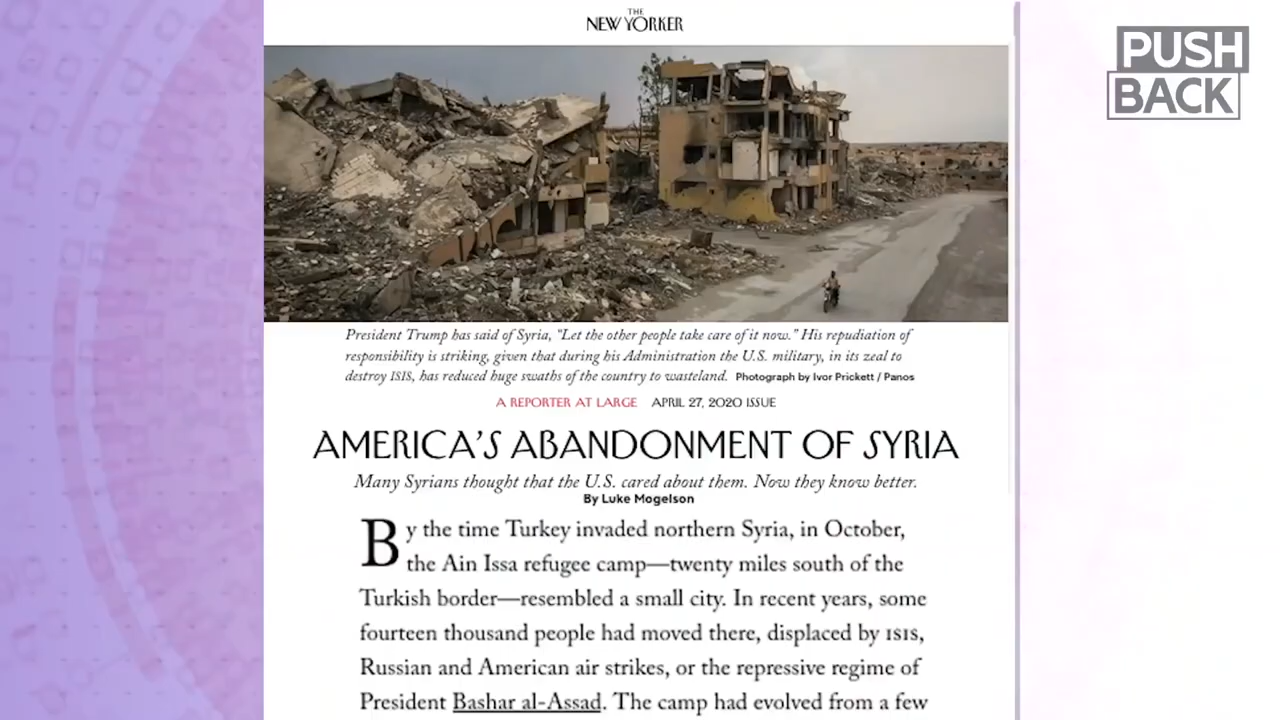 THE
NEW YORKER
PUSH
BACK
President Trump has said of Syria, “Let the other people take care of it now.” His repudiation of
responsibility is striking, given that during his Administration the U.S. military, in its zeal to
destroy ISIS, has reduced huge swaths of the country to wasteland. Photograph by Ivor Prickett / Panos
A REPORTER AT LARGE APRIL 27, 2020 ISSUE
AMERICA’S ABANDONMENT OF SYRIA
Many Syrians thought that the U.S. cared about them. Now they know better.
By Luke Mogelson
By the time Turkey invaded northern Syria, in October,
the Ain Issa refugee camp—twenty miles south of the
Turkish border—resembled a small city. In recent years, some
fourteen thousand people had moved there, displaced by ISIS,
Russian and American air strikes, or the repressive regime of
President Bashar al-Assad. The camp had evolved from a few